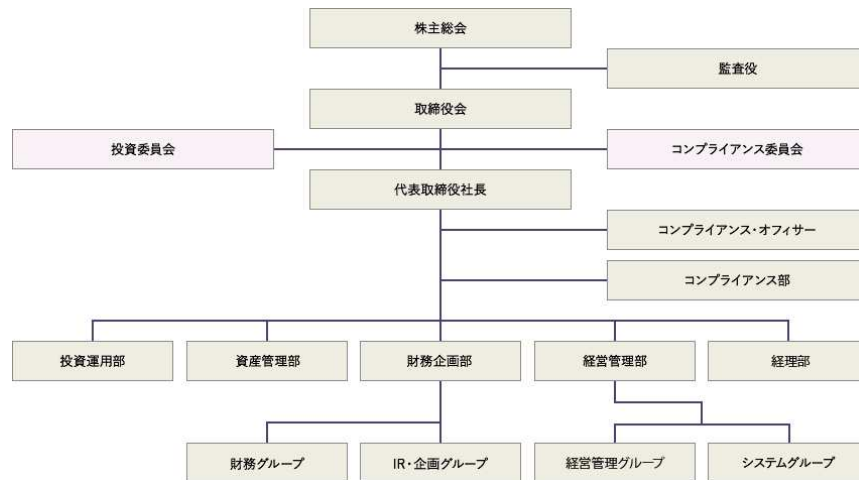 株主総会
監査役
取締役会
投資委員会
コンプライアンス委員会
代表取締役社長
コンプライアンス・オフィサー
コンプライアンス部
投資運用部
資産管理部
財務企画部
経営管理部
経理部
財務グループ
IR・企画グループ
経営管理グループ
システムグループ